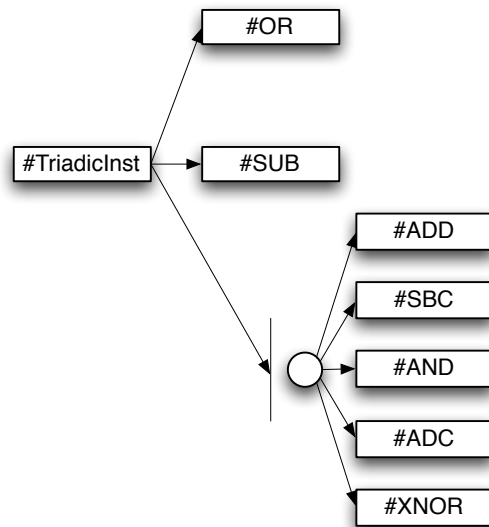 #OR
#TriadicInst
#SUB
#ADD
#SBC
#AND
#ADC
#XNOR